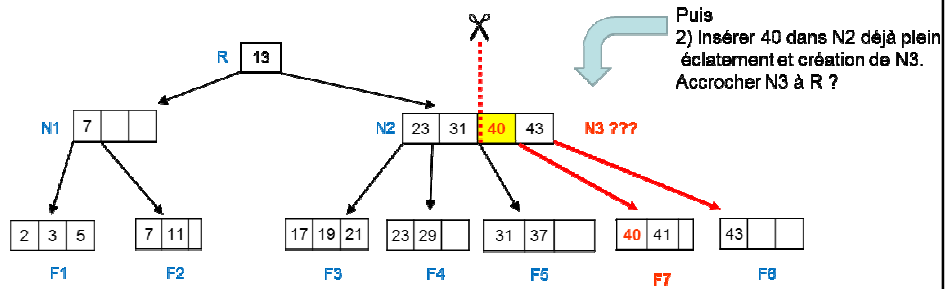 Puis
2) Insérer 40 dans N2 déjà plein
éclatement et création de N3.
Accrocher N3 à R ?
R 13
N1 7
N2 23 31 40 43 N3 ???
2 3 5
7 11
17 19 21
23 29
31 37
40 41
43
F1 F2 F3 F4 F5 F7 F6